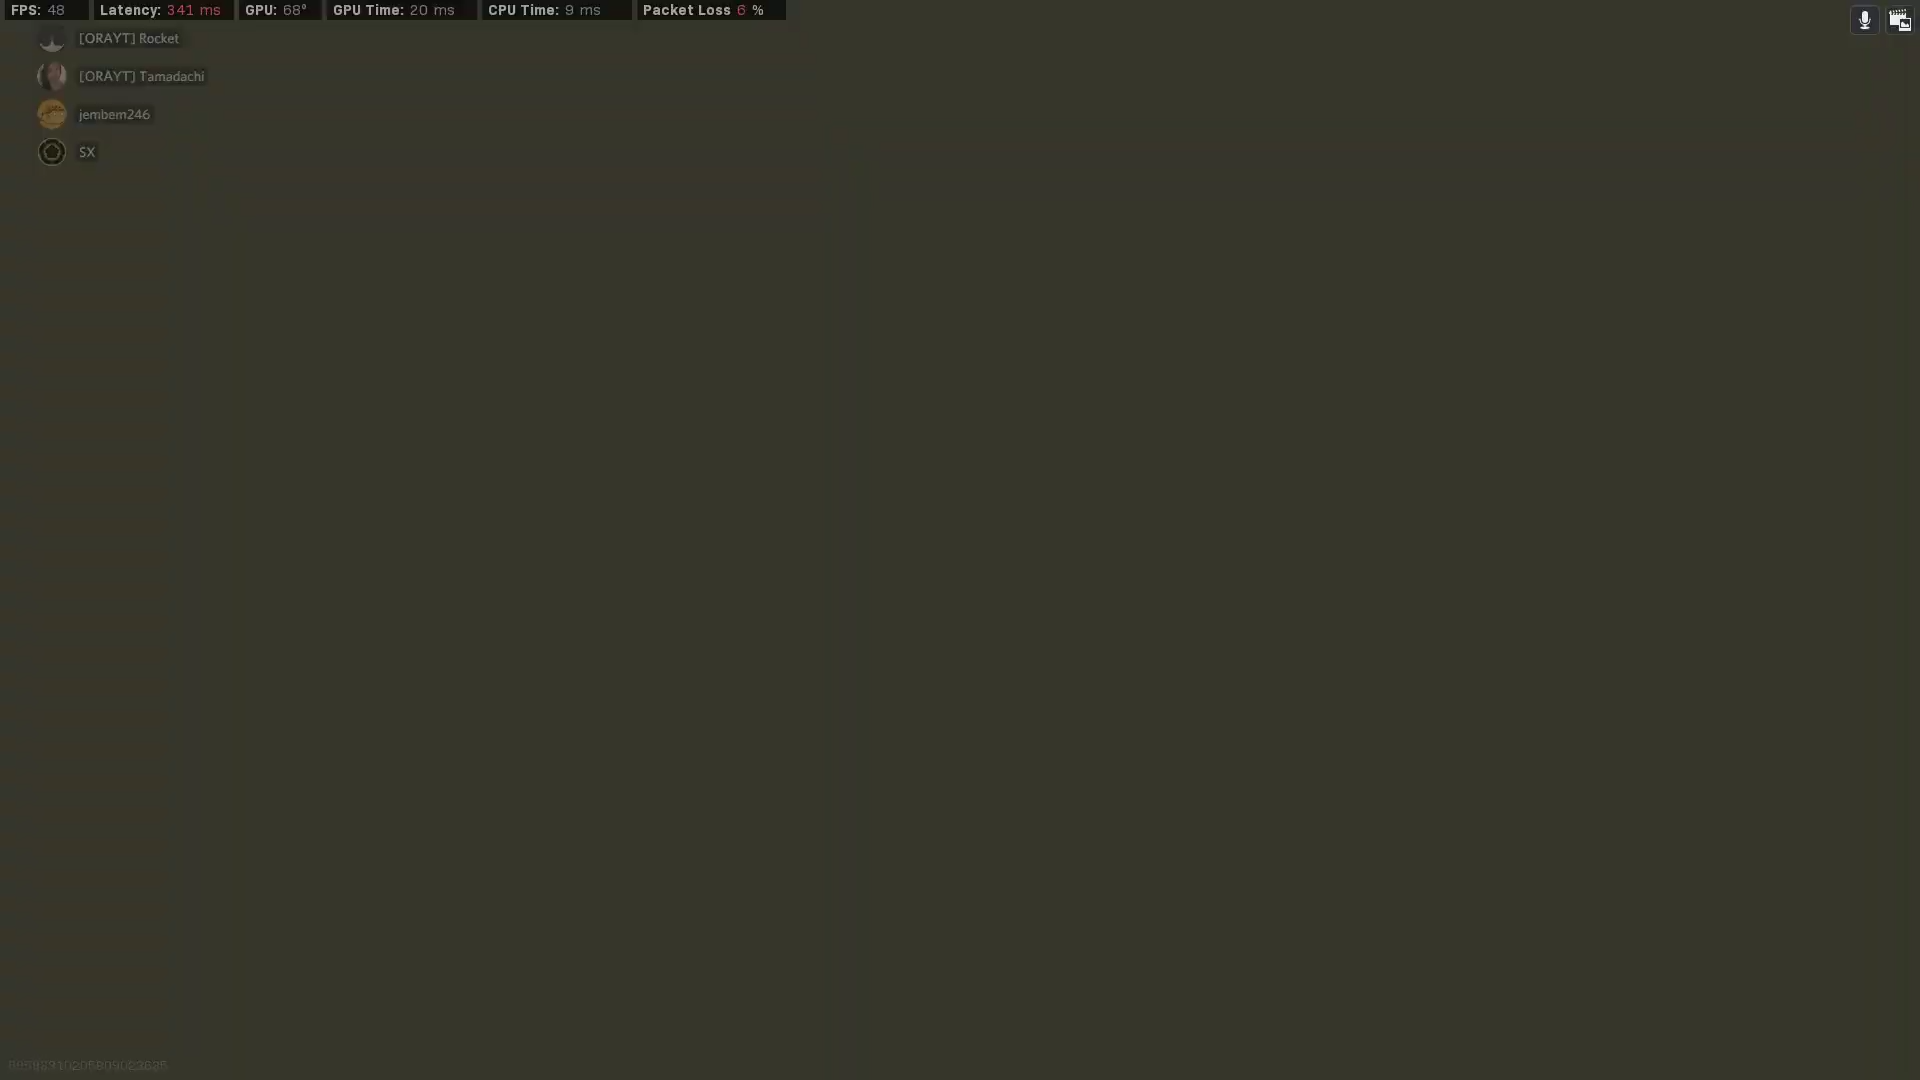 FPS: 48 Latency: 341 ms GPU: 68° GPU Time: 20 ms CPU Time: 9 ms Packet Loss 6 %
[ORAYT] Rocket
[ORAYT] Tamadachi
jembem246
SX